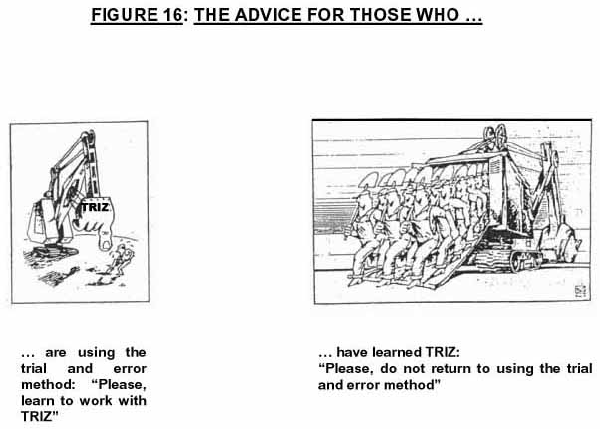 FIGURE 16: THE ADVICE FOR THOSE WHO …
TRIZ
… are using the
trial and error
method: “Please,
learn to work with
TRIZ”
… have learned TRIZ:
“Please, do not return to using the trial
and error method”